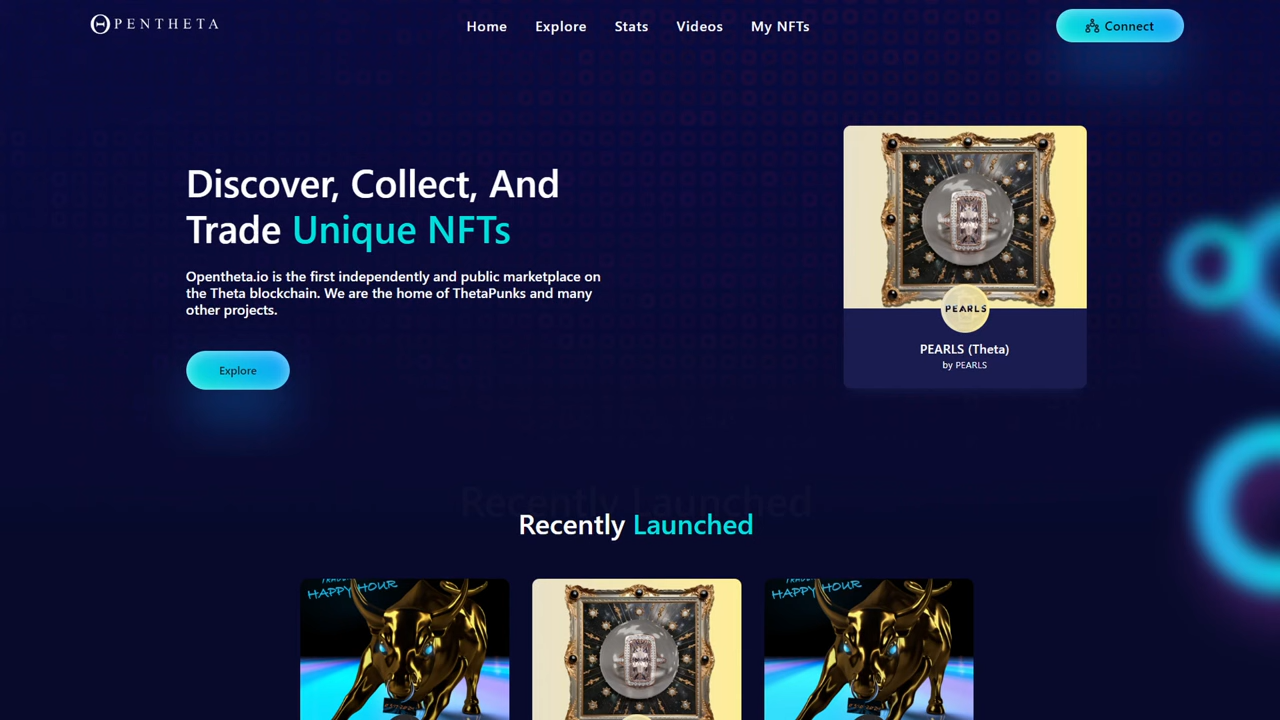 OPENTHETA
Home Explore Stats Videos My NFTs
Connect
Discover, Collect, And
Trade Unique NFTs
Opentheta.io is the first independently and public marketplace on
the Theta blockchain. We are the home of ThetaPunks and many
other projects.
Explore
PEARLS
PEARLS (Theta)
by PEARLS
Recently Launched
Recently Launched
HAPPY HOUR
HAPPY HOUR